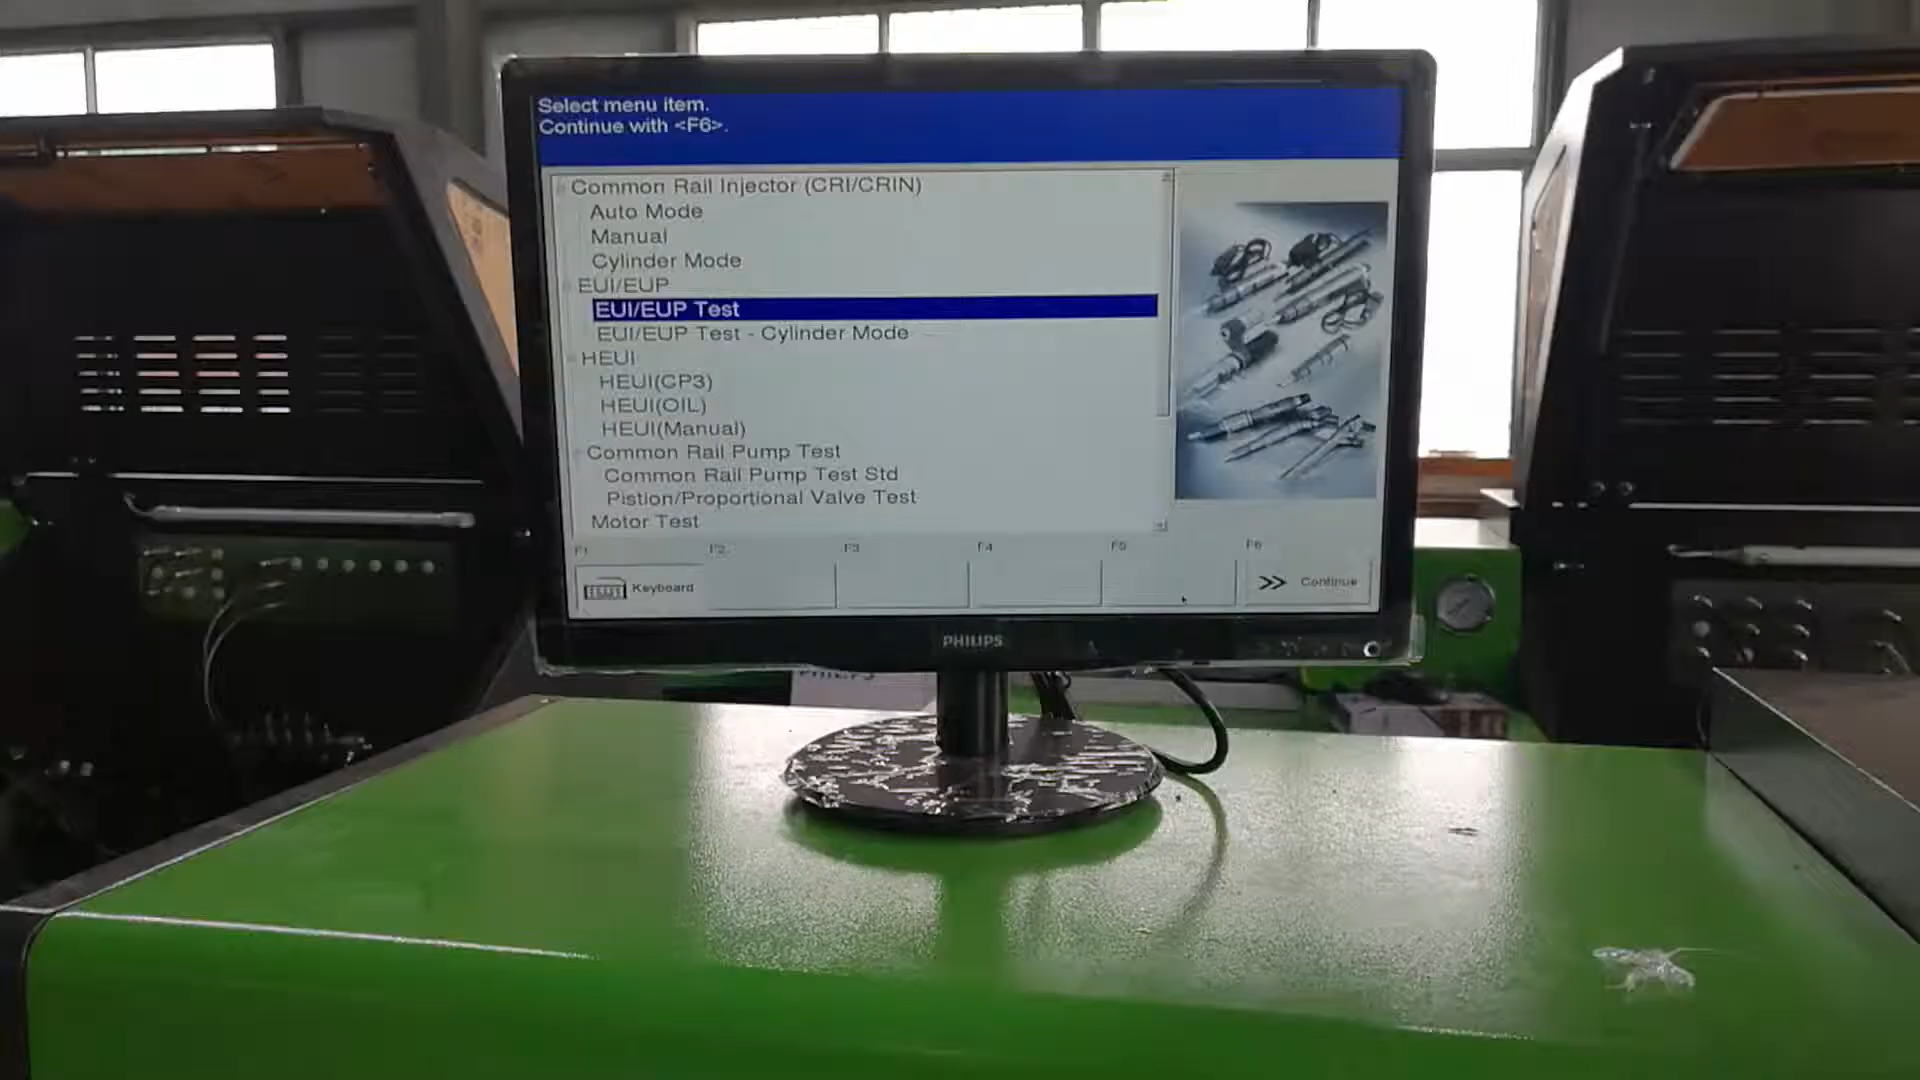 Select menu item.
Continue with <F6>.
Common Rail Injector (CRI/CRIN)
Auto Mode
Manual
Cylinder Mode
EUI/EUP
EUI/EUP Test
EUI/EUP Test - Cylinder Mode
HEUI
HEUI(CP3)
HEUI(OIL)
HEUI(Manual)
Common Rail Pump Test
Common Rail Pump Test Std
Pistion/Proportional Valve Test
Motor Test
F1 F2 F3 F4 F5 F6
Keyboard >> Continue
PHILIPS
PHILIPS